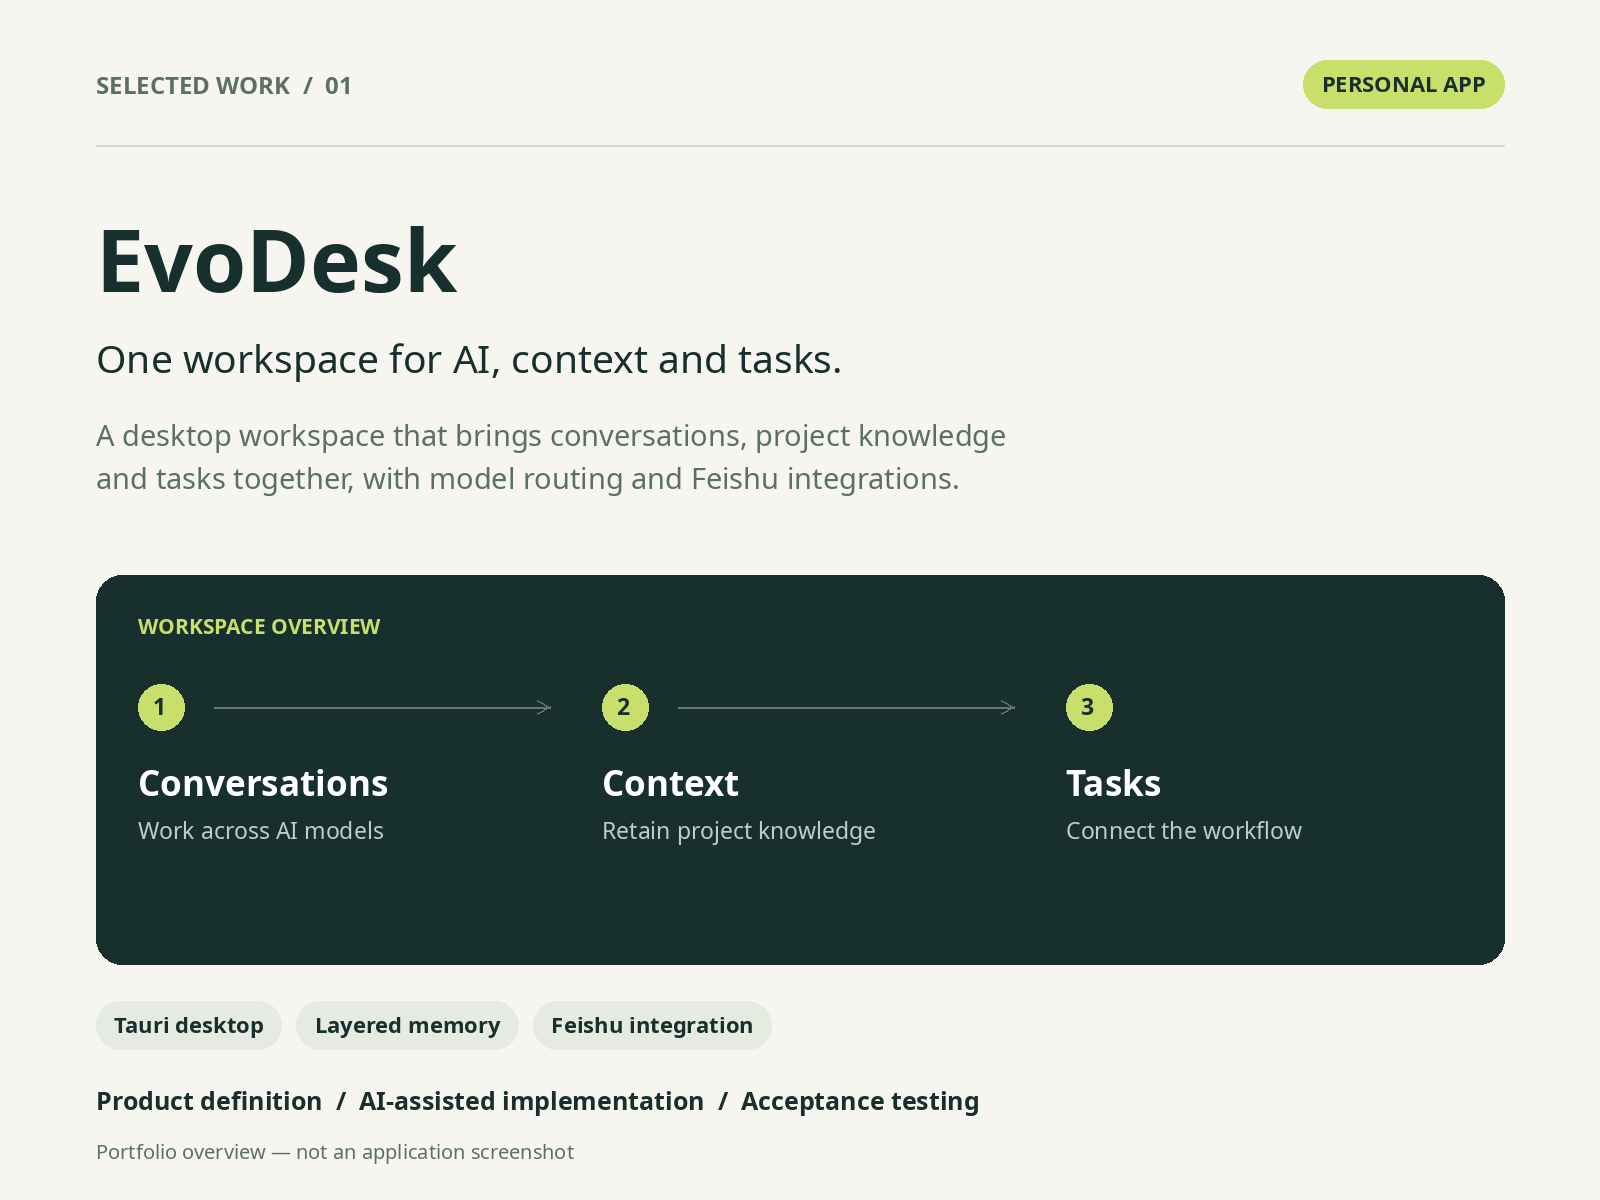 SELECTED WORK / 01
PERSONAL APP
EvoDesk
One workspace for AI, context and tasks.
A desktop workspace that brings conversations, project knowledge
and tasks together, with model routing and Feishu integrations.
WORKSPACE OVERVIEW
1
2
3
Conversations
Context
Tasks
Work across AI models
Retain project knowledge
Connect the workflow
Tauri desktop
Layered memory
Feishu integration
Product definition / AI-assisted implementation / Acceptance testing
Portfolio overview — not an application screenshot